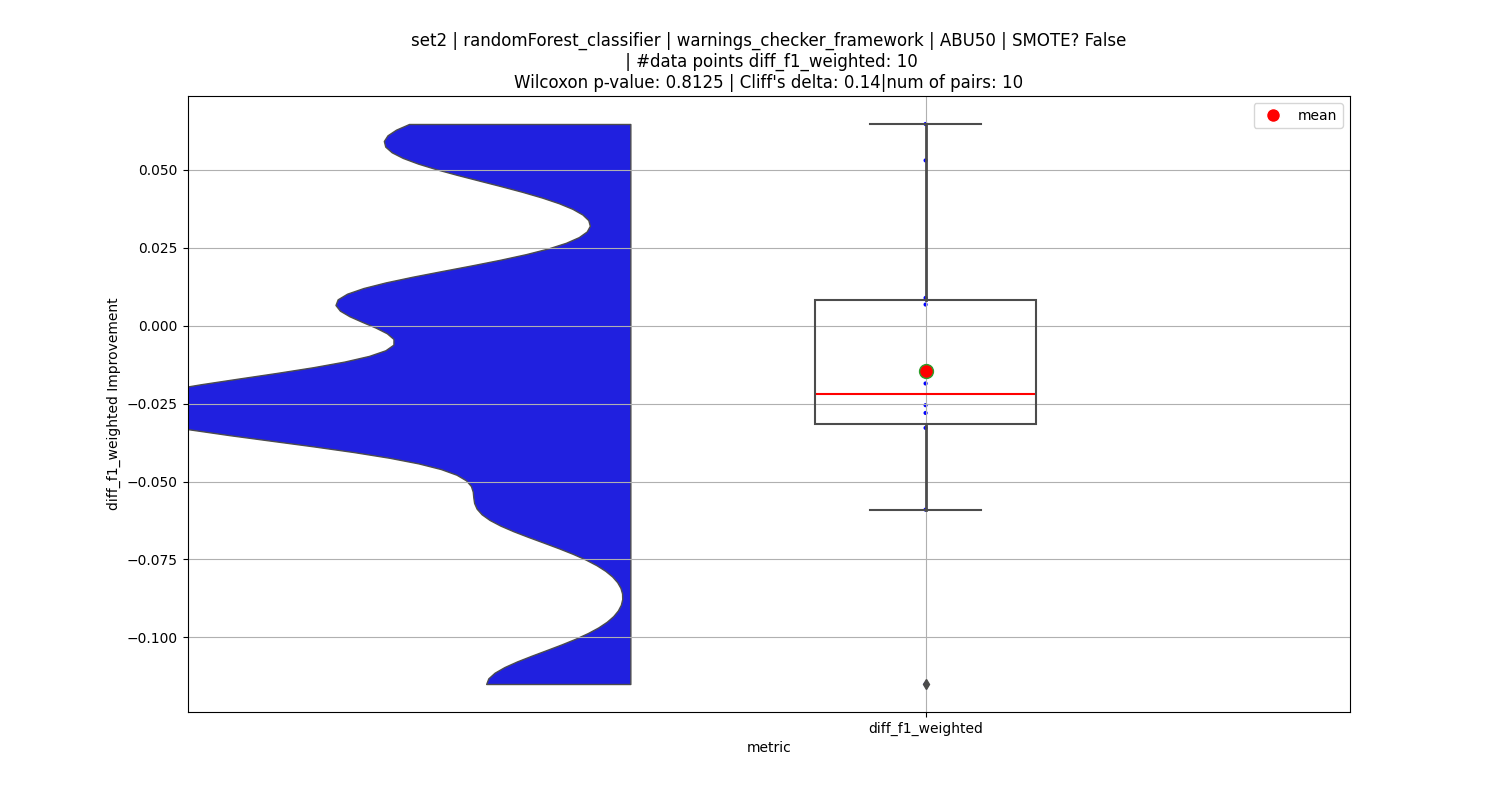 set2 | randomForest_classifier | warnings_checker_framework | ABU50 | SMOTE? False
| #data points diff_f1_weighted: 10
Wilcoxon p-value: 0.8125 | Cliff's delta: 0.14|num of pairs: 10
mean
0.050
0.025
0.000
−0.025
−0.050
−0.075
−0.100
diff_f1_weighted Improvement
diff_f1_weighted
metric